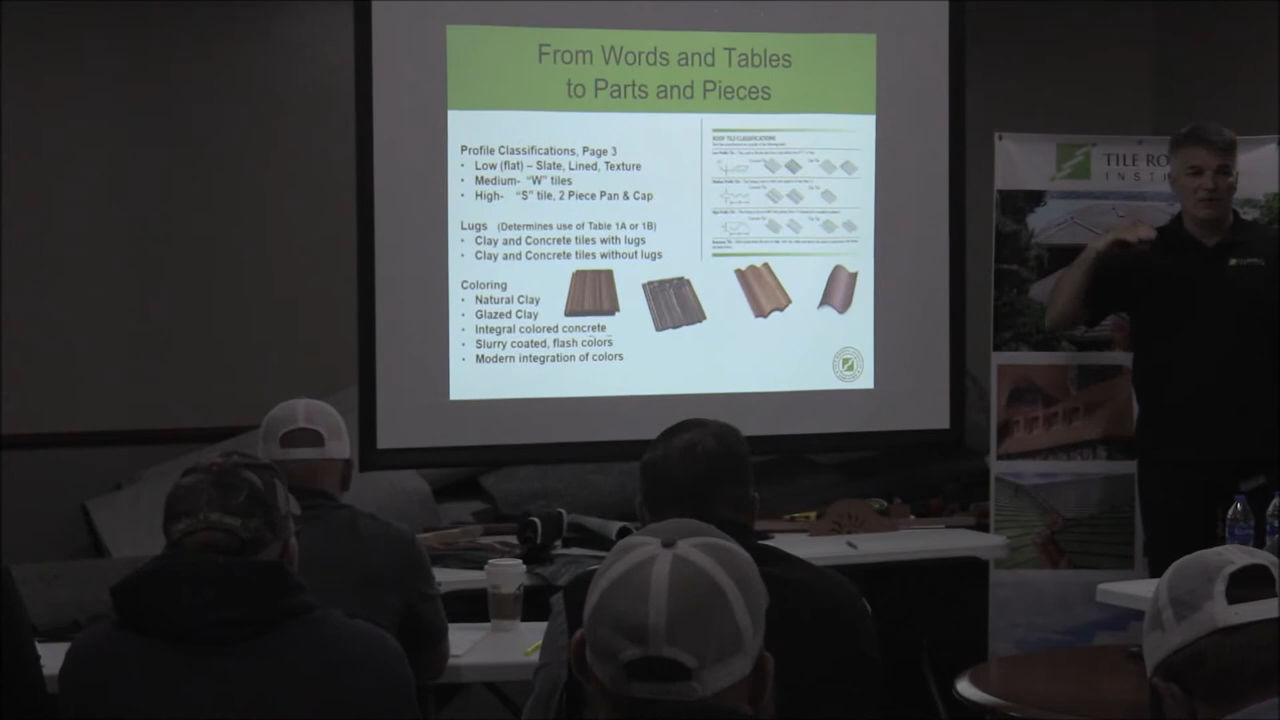 From Words and Tables
to Parts and Pieces
Profile Classifications, Page 3
• Low (flat) – Slate, Lined, Texture
• Medium- “W” tiles
• High- “S” tile, 2 Piece Pan & Cap
Lugs (Determines use of Table 1A or 1B)
• Clay and Concrete tiles with lugs
• Clay and Concrete tiles without lugs
Coloring
• Natural Clay
• Glazed Clay
• Integral colored concrete
• Slurry coated, flash colors
• Modern integration of colors
ROOF TILE CLASSIFICATIONS
TILE RO
INST